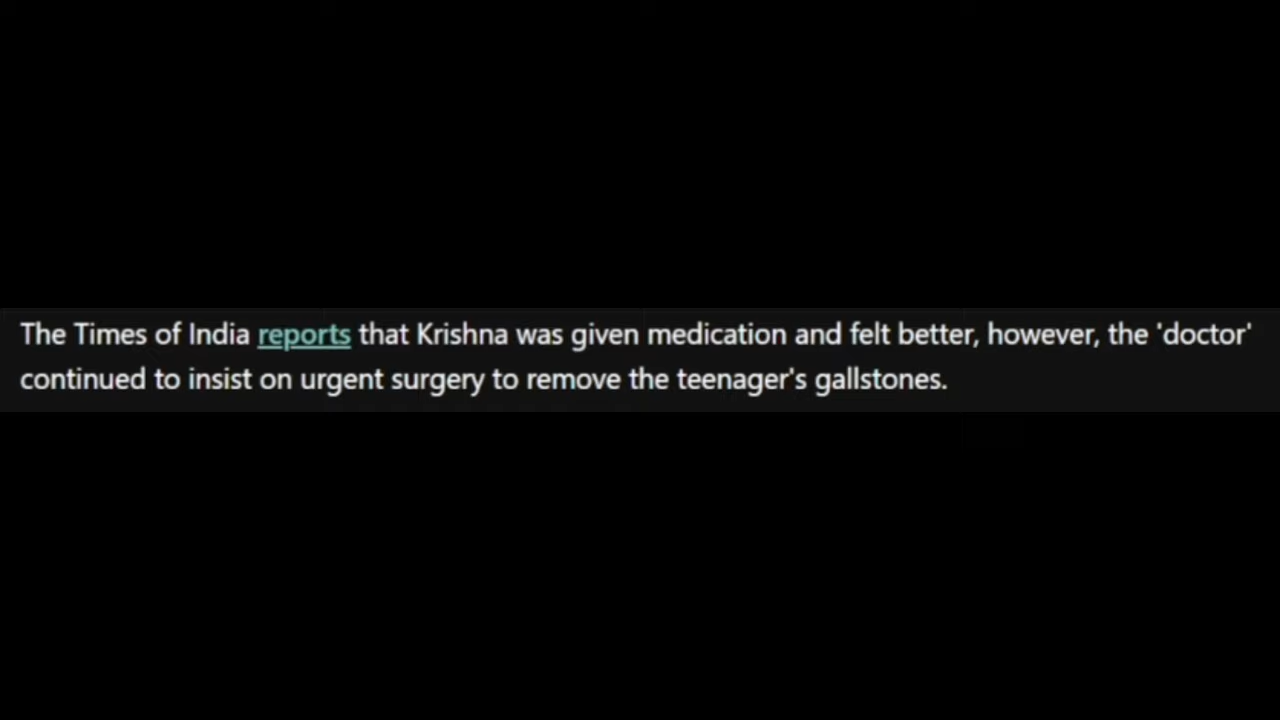 The Times of India reports that Krishna was given medication and felt better, however, the 'doctor'
continued to insist on urgent surgery to remove the teenager's gallstones.